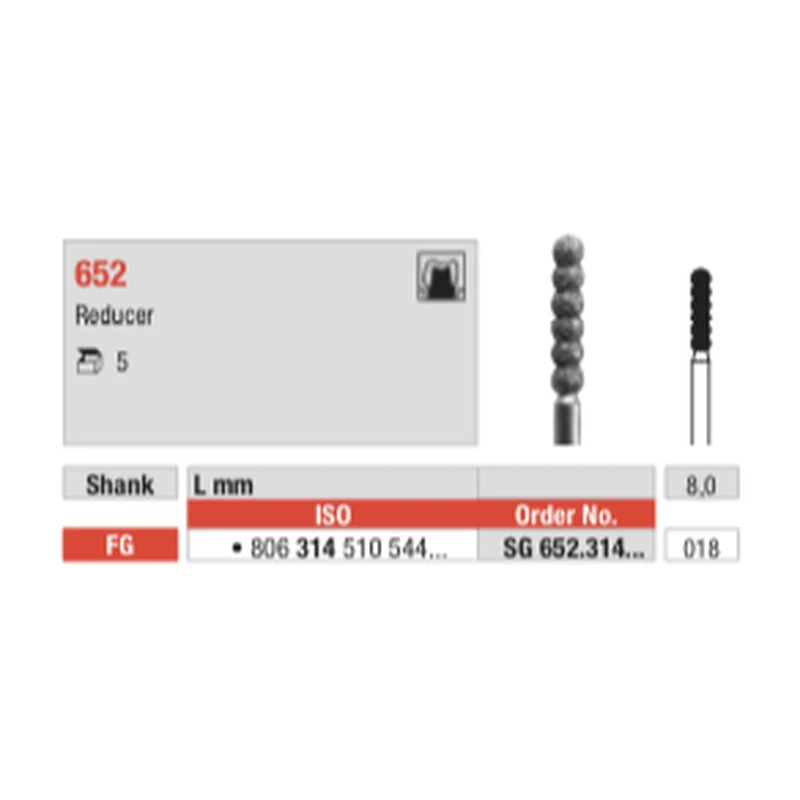 652
Reducer
5
Shank L mm 8,0
ISO Order No.
FG • 806 314 510 544... SG 652.314... 018